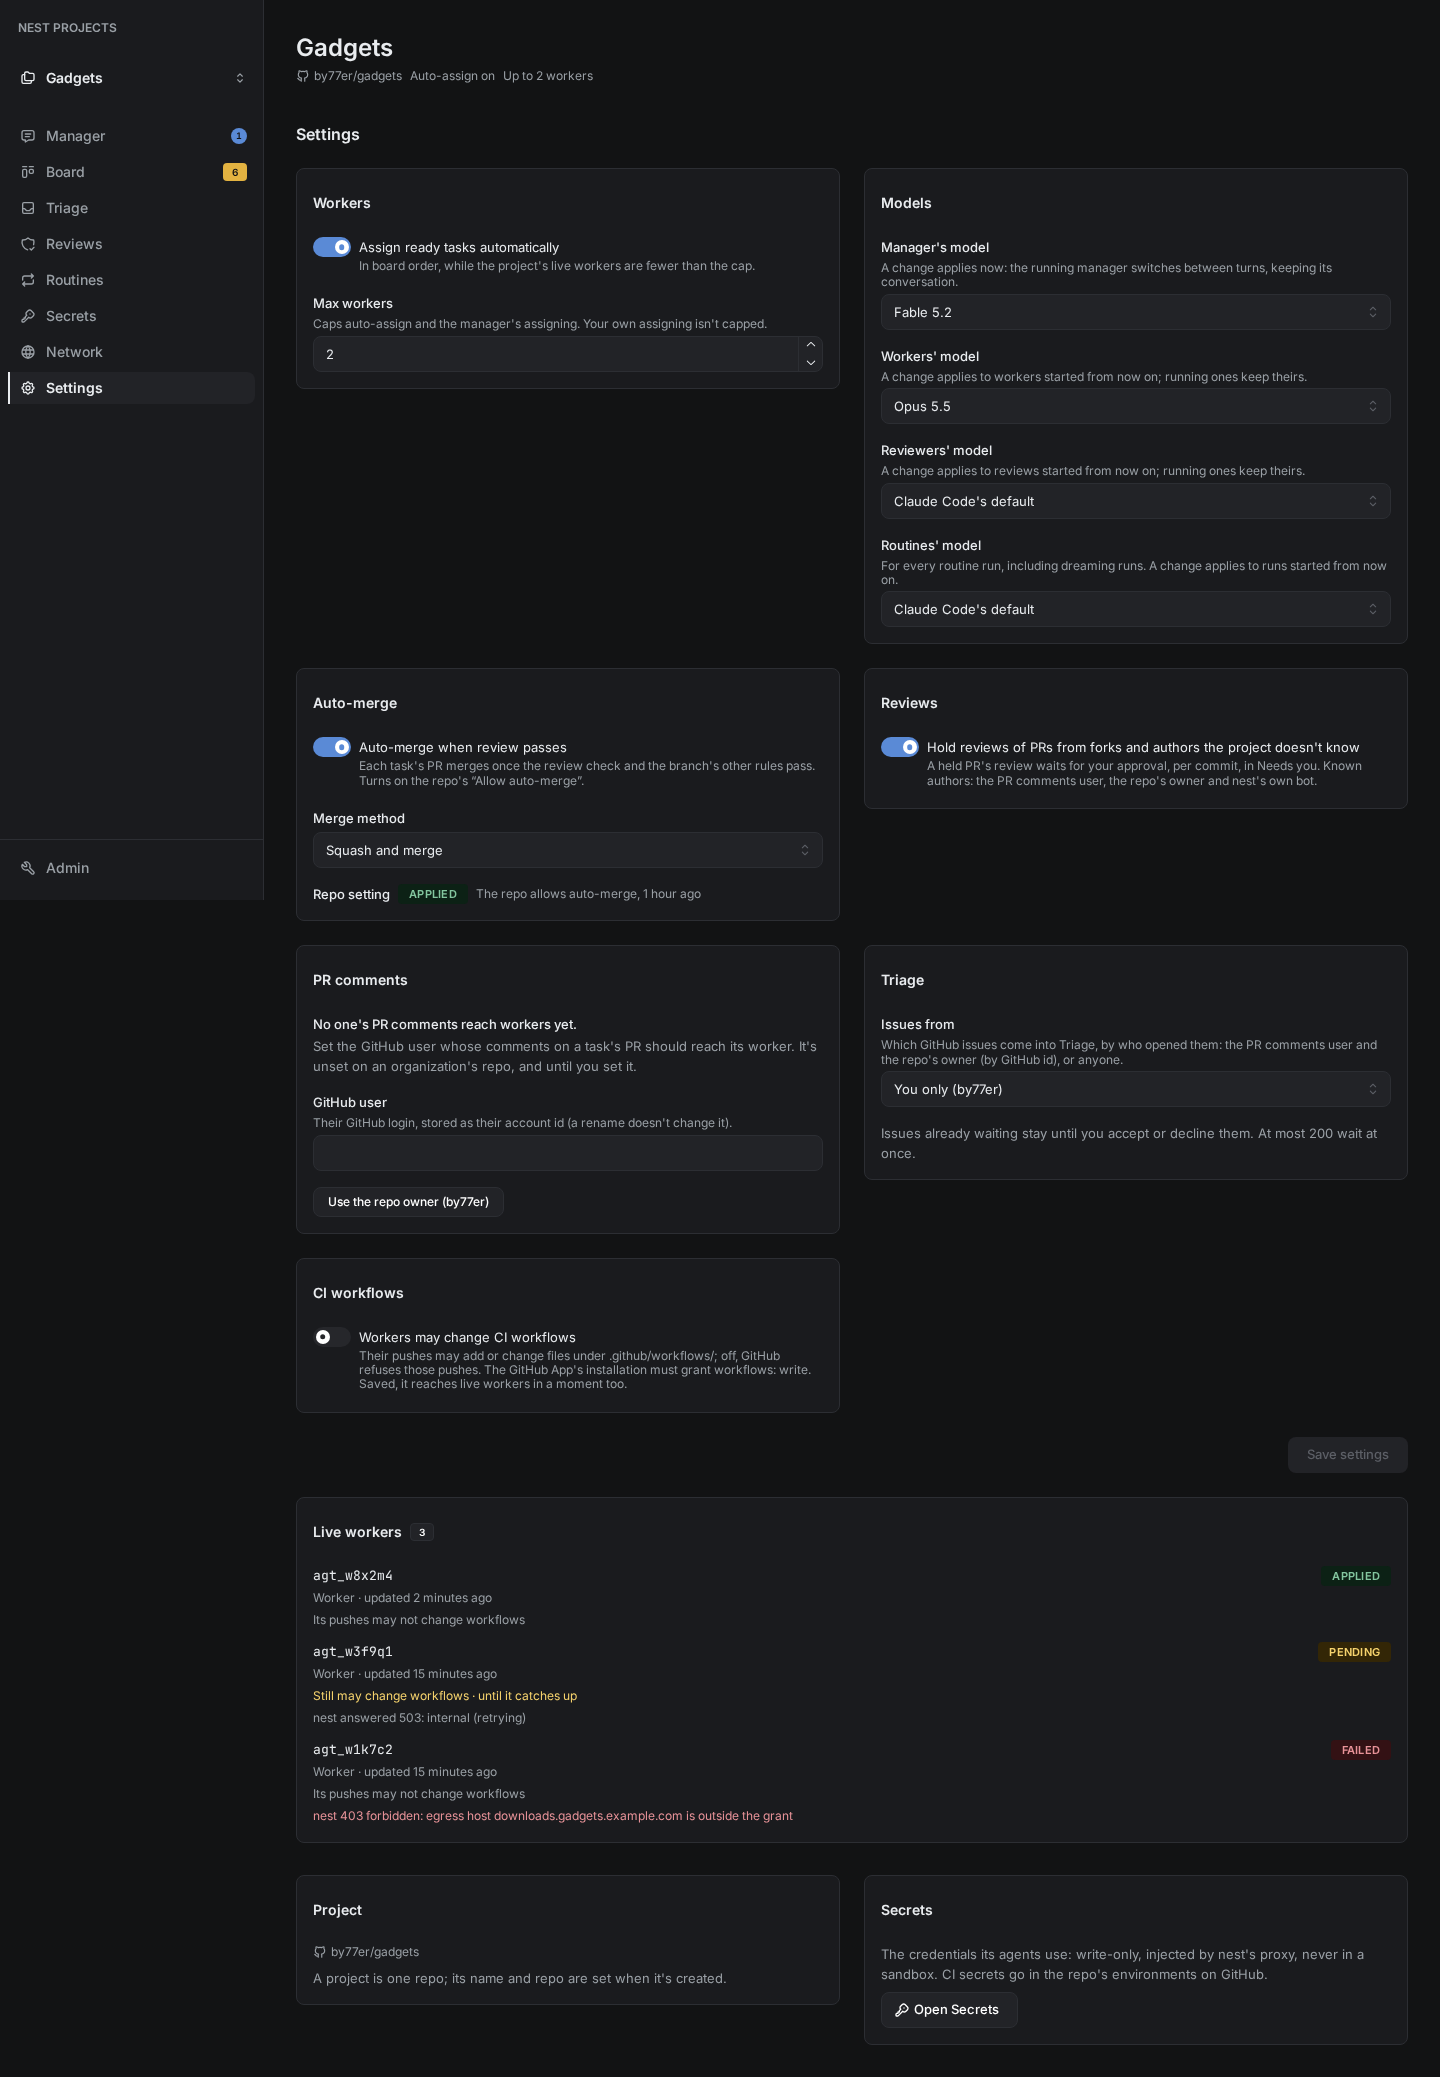 NEST PROJECTS
Gadgets
Manager
1
Board
6
Triage
Reviews
Routines
Secrets
Network
Settings
Admin
Gadgets
by77er/gadgets Auto-assign on Up to 2 workers
Settings
Workers
Assign ready tasks automatically
In board order, while the project's live workers are fewer than the cap.
Max workers
Caps auto-assign and the manager's assigning. Your own assigning isn't capped.
2
Models
Manager's model
A change applies now: the running manager switches between turns, keeping its
conversation.
Fable 5.2
Workers' model
A change applies to workers started from now on; running ones keep theirs.
Opus 5.5
Reviewers' model
A change applies to reviews started from now on; running ones keep theirs.
Claude Code's default
Routines' model
For every routine run, including dreaming runs. A change applies to runs started from now
on.
Claude Code's default
Auto-merge
Auto-merge when review passes
Each task's PR merges once the review check and the branch's other rules pass.
Turns on the repo's “Allow auto-merge”.
Merge method
Squash and merge
Repo setting APPLIED The repo allows auto-merge, 1 hour ago
Reviews
Hold reviews of PRs from forks and authors the project doesn't know
A held PR's review waits for your approval, per commit, in Needs you. Known
authors: the PR comments user, the repo's owner and nest's own bot.
PR comments
No one's PR comments reach workers yet.
Set the GitHub user whose comments on a task's PR should reach its worker. It's
unset on an organization's repo, and until you set it.
GitHub user
Their GitHub login, stored as their account id (a rename doesn't change it).
Use the repo owner (by77er)
Triage
Issues from
Which GitHub issues come into Triage, by who opened them: the PR comments user and
the repo's owner (by GitHub id), or anyone.
You only (by77er)
Issues already waiting stay until you accept or decline them. At most 200 wait at
once.
CI workflows
Workers may change CI workflows
Their pushes may add or change files under .github/workflows/; off, GitHub
refuses those pushes. The GitHub App's installation must grant workflows: write.
Saved, it reaches live workers in a moment too.
Save settings
Live workers 3
agt_w8x2m4 APPLIED
Worker · updated 2 minutes ago
Its pushes may not change workflows
agt_w3f9q1 PENDING
Worker · updated 15 minutes ago
Still may change workflows · until it catches up
nest answered 503: internal (retrying)
agt_w1k7c2 FAILED
Worker · updated 15 minutes ago
Its pushes may not change workflows
nest 403 forbidden: egress host downloads.gadgets.example.com is outside the grant
Project
by77er/gadgets
A project is one repo; its name and repo are set when it's created.
Secrets
The credentials its agents use: write-only, injected by nest's proxy, never in a
sandbox. CI secrets go in the repo's environments on GitHub.
Open Secrets